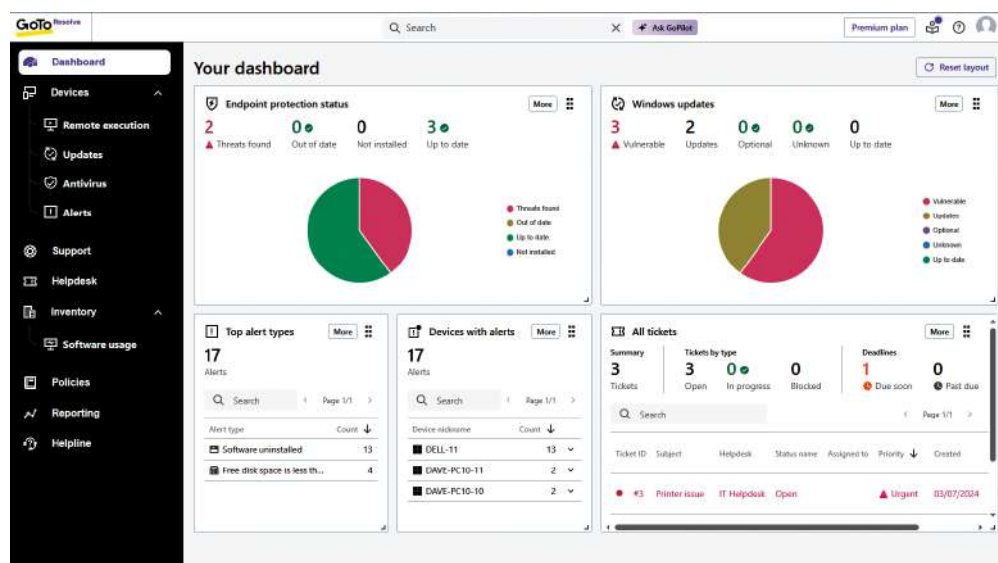 GoTo Resolve
Search
Ask GoPilot
Premium plan
Dashboard
Devices
Remote execution
Updates
Antivirus
Alerts
Support
Helpdesk
Inventory
Software usage
Policies
Reporting
Helpline
Your dashboard
Reset layout
Endpoint protection status
More
2 0 0 3
Threats found Out of date Not installed Up to date
Threats found
Out of date
Up to date
Not installed
Windows updates
More
3 2 0 0 0
Vulnerable Updates Optional Unknown Up to date
Vulnerable
Updates
Optional
Unknown
Up to date
Top alert types
More
17
Alerts
Search
Page 1/1
Alert type Count
Software uninstalled 13
Free disk space is less th... 4
Devices with alerts
More
17
Alerts
Search
Page 1/1
Device nickname Count
DELL-11 13
DAVE-PC10-11 2
DAVE-PC10-10 2
All tickets
More
Summary Tickets by type Deadlines
3 3 0 0 1 0
Tickets Open In progress Blocked Due soon Past due
Search
Page 1/1
Ticket ID Subject Helpdesk Status name Assigned to Priority Created
#3 Printer issue IT Helpdesk Open Urgent 03/07/2024